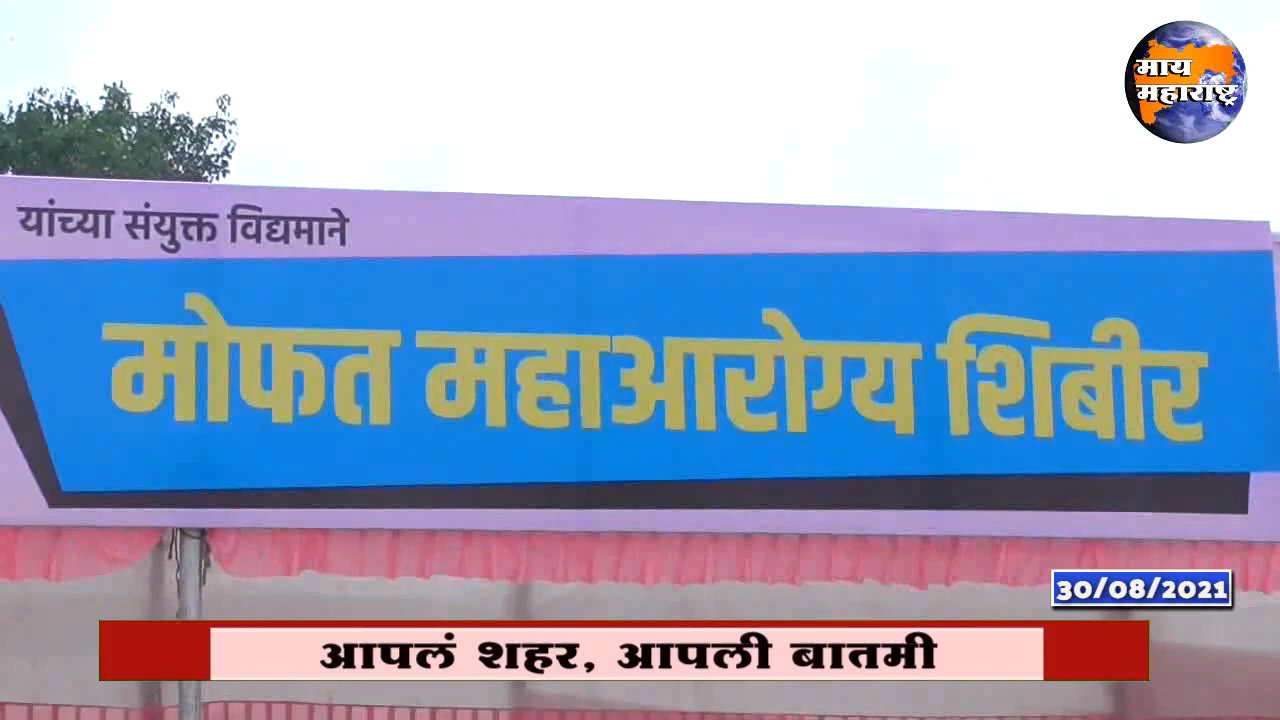 माय
महाराष्ट्र
यांच्या संयुक्त विद्यमाने
मोफत महाआरोग्य शिबीर
30/08/2021
आपलं शहर, आपली बातमी